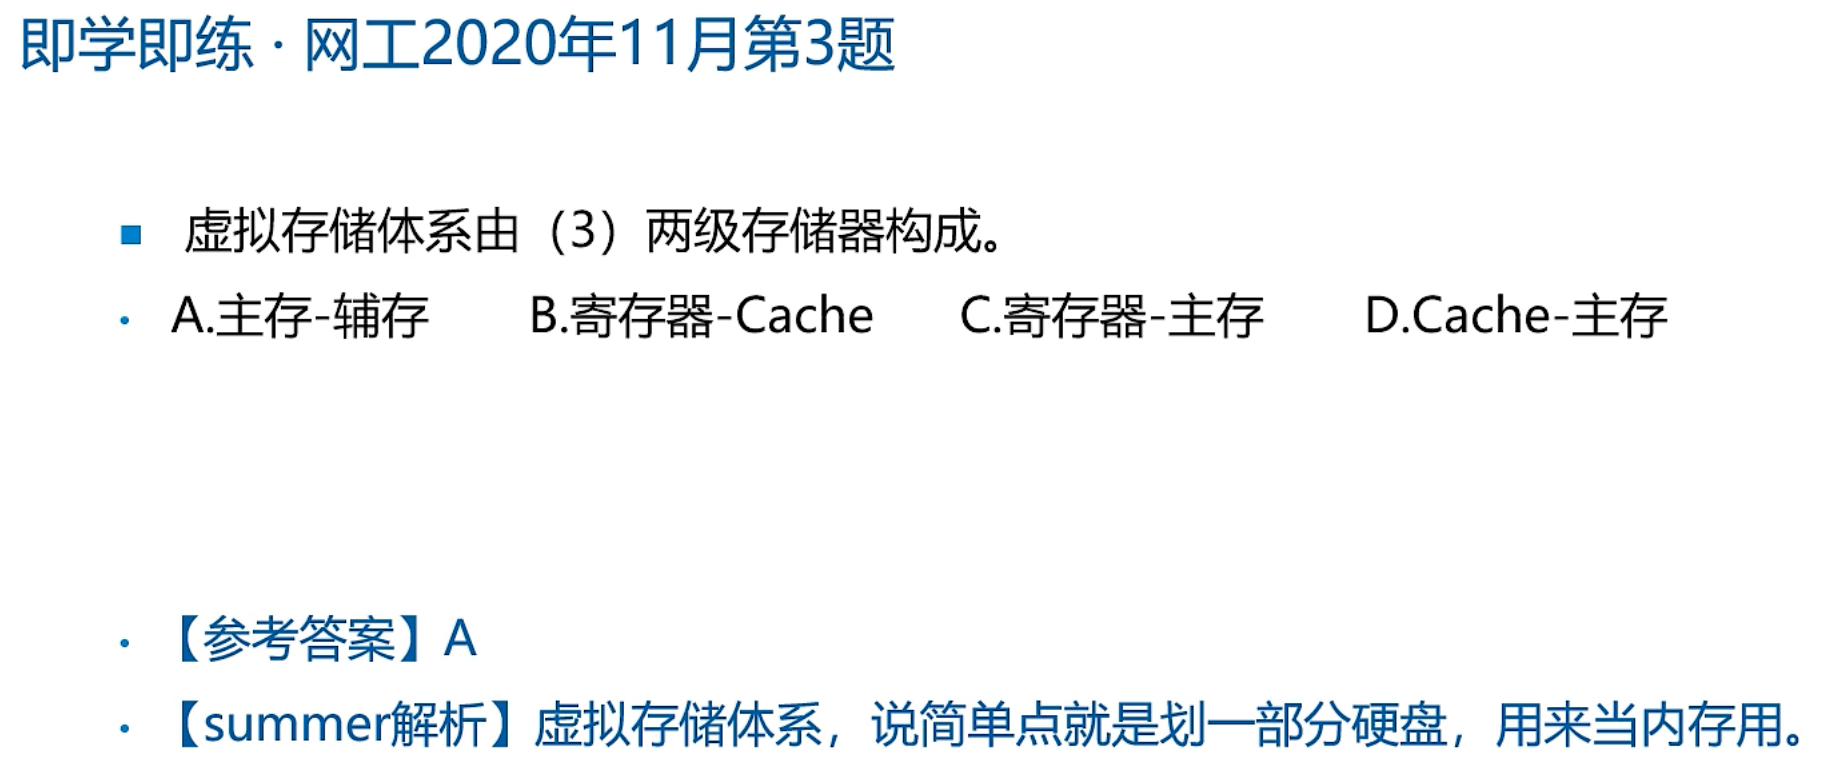 即学即练 · 网工2020年11月第3题
虚拟存储体系由（3）两级存储器构成。
A.主存-辅存 B.寄存器-Cache C.寄存器-主存 D.Cache-主存
【参考答案】A
【summer解析】虚拟存储体系，说简单点就是划一部分硬盘，用来当内存用。